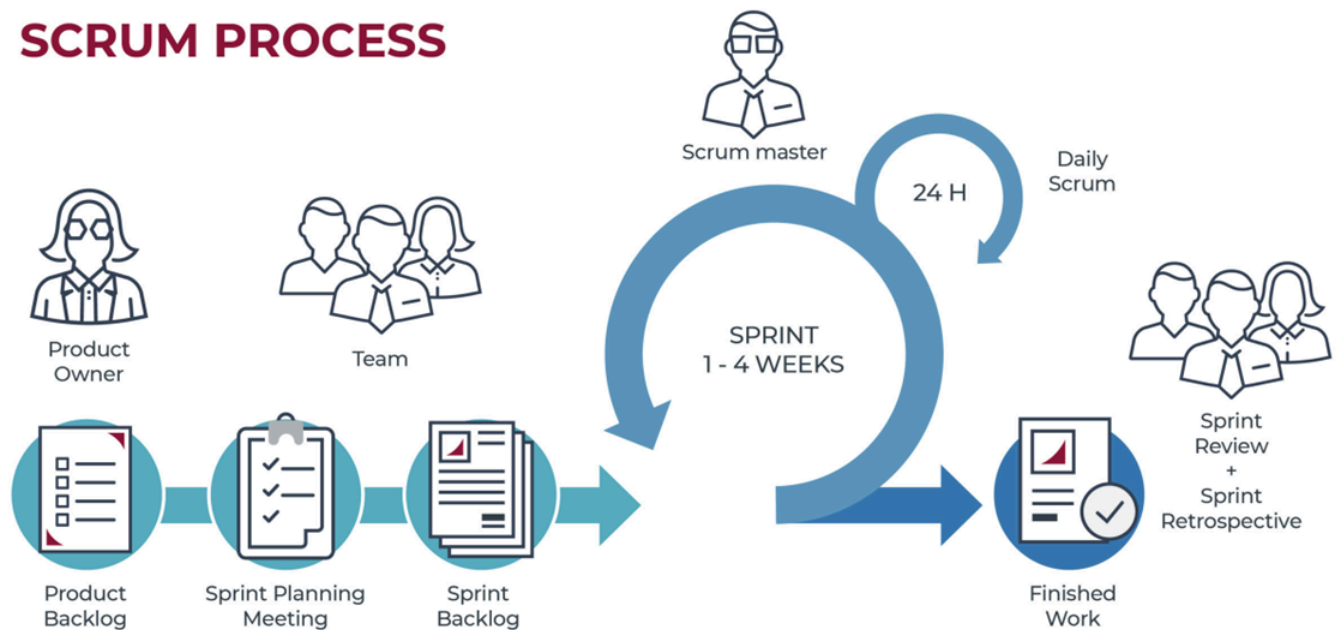 SCRUM PROCESS
Scrum master
24 H
Daily
Scrum
Product
Owner
Team
SPRINT
1 - 4 WEEKS
Sprint
Review
+
Sprint
Retrospective
Product
Backlog
Sprint Planning
Meeting
Sprint
Backlog
Finished
Work